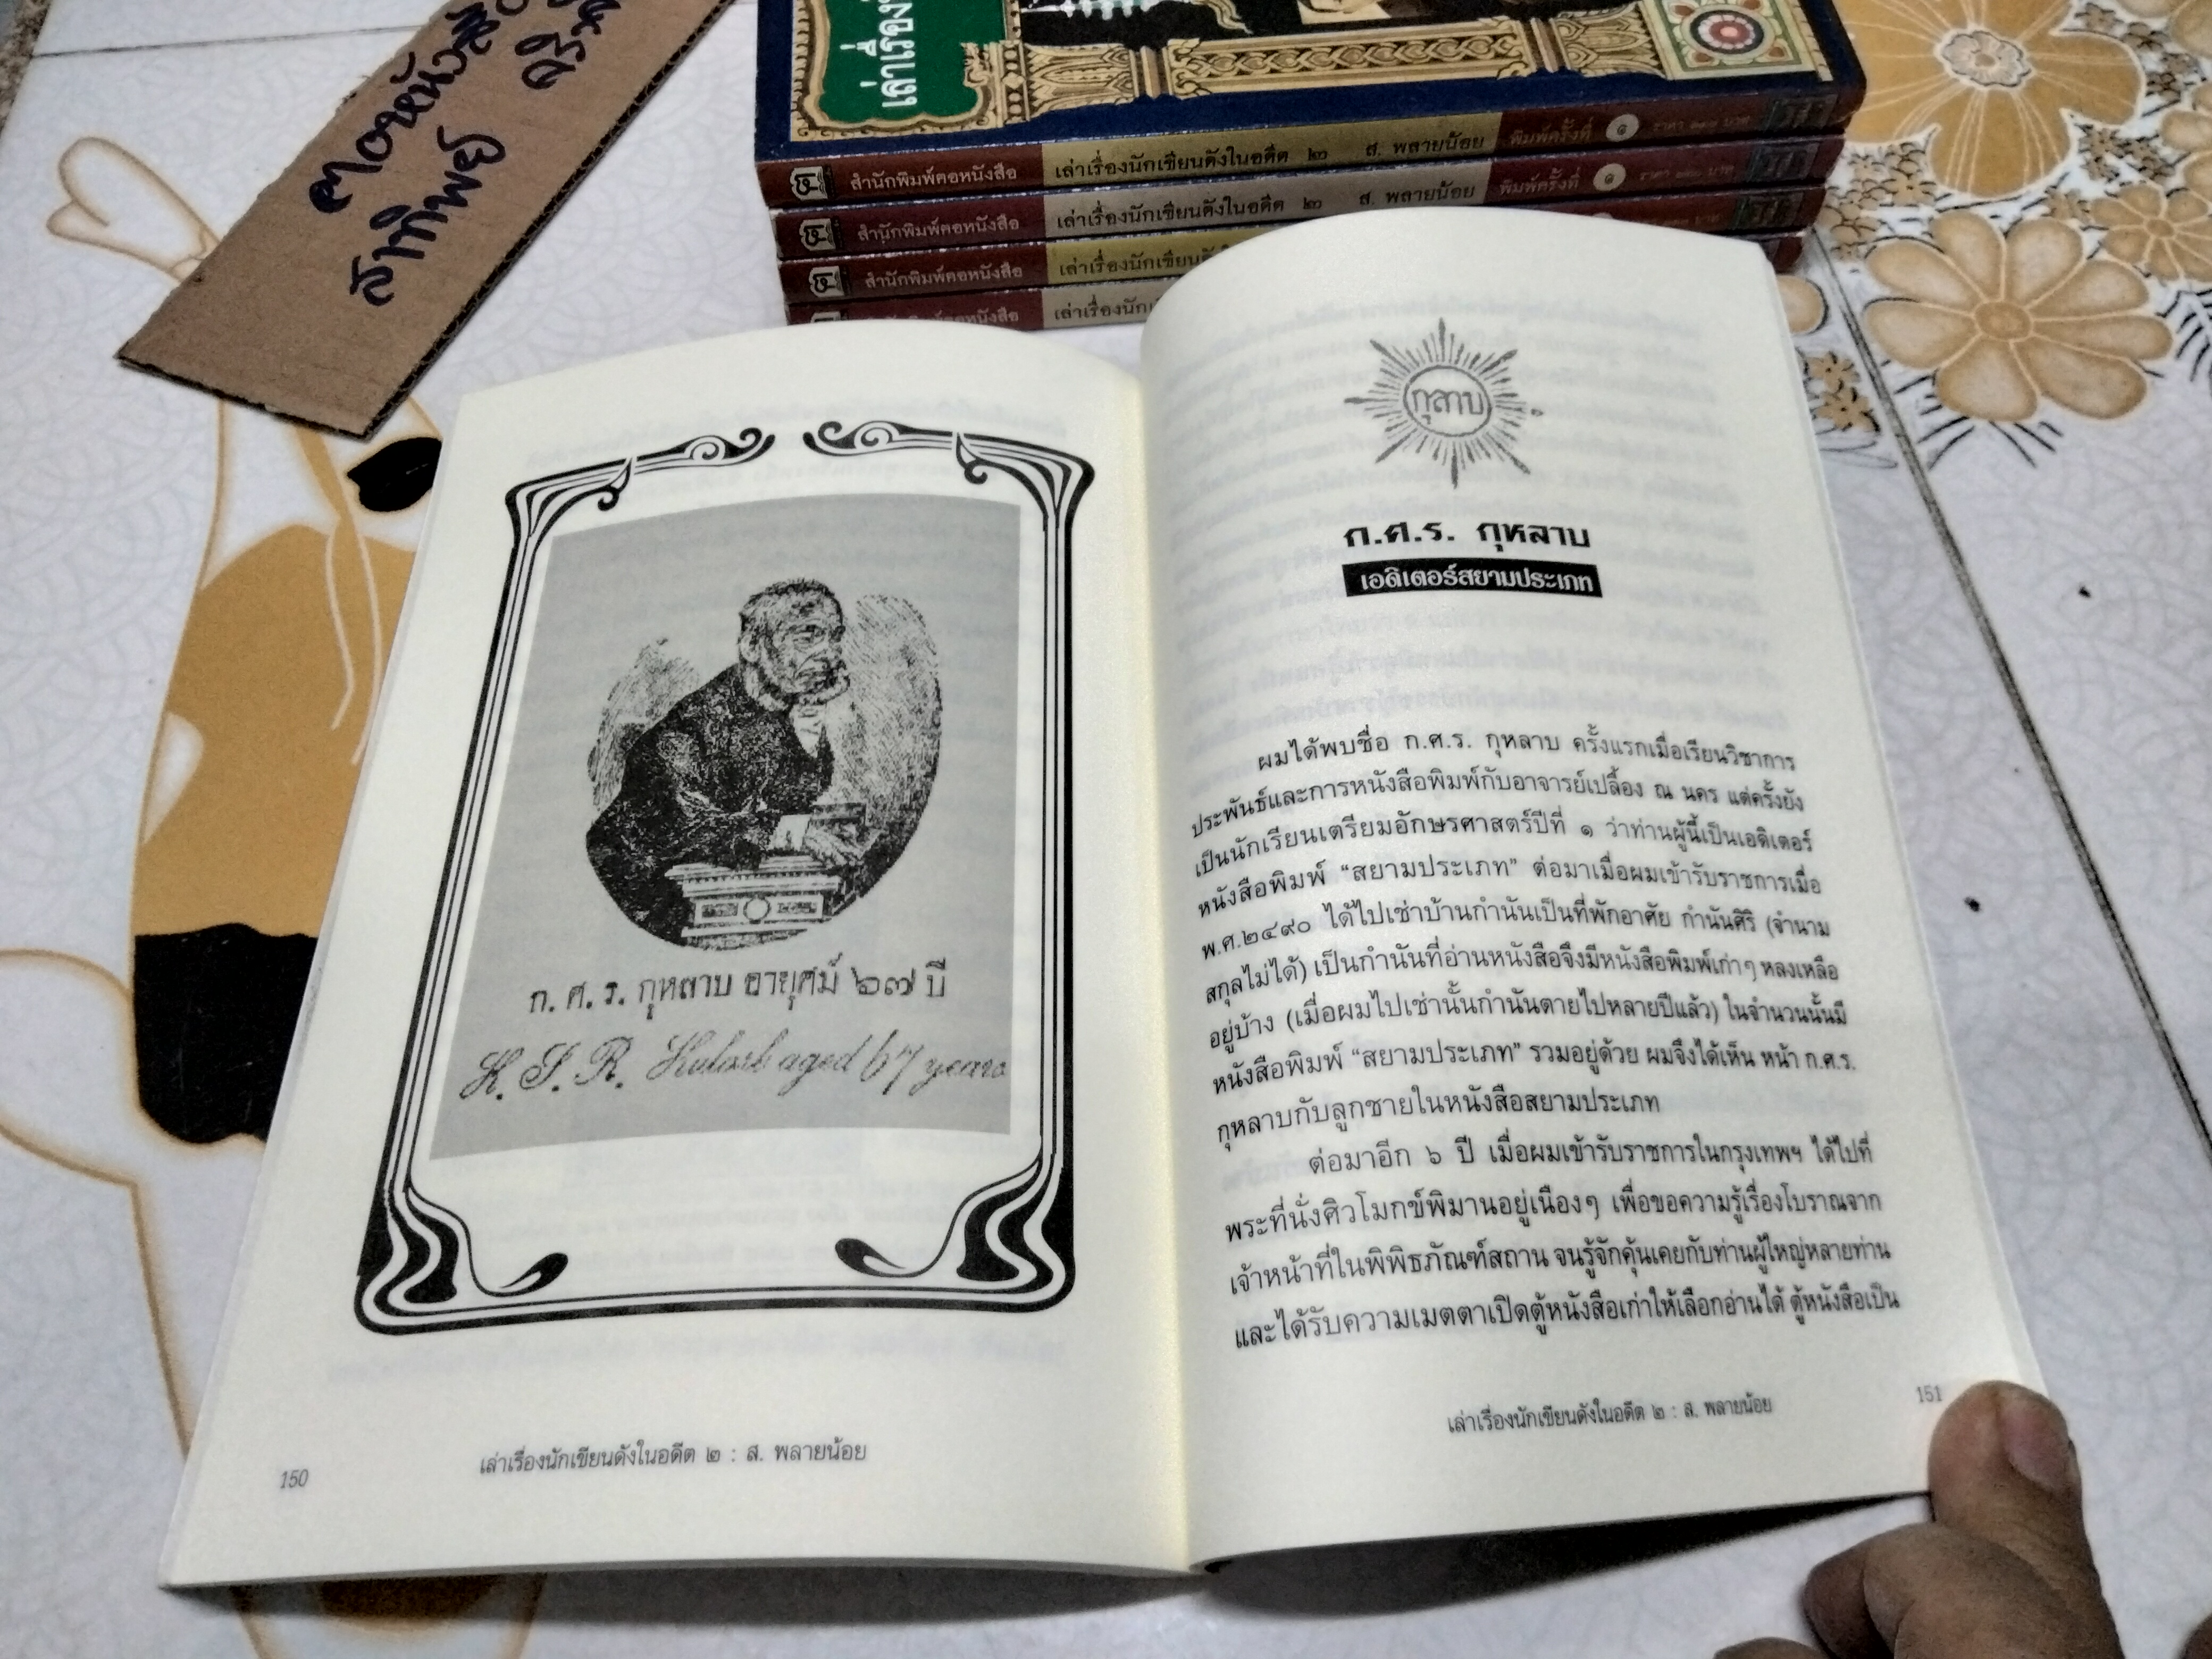 ตองหนังสือ
สาทิพย์
เล่าเรื่อง
สำนักพิมพ์คอหนังสือ เล่าเรื่องนักเขียนดังในอดีต ๒ ส. พลายน้อย พิมพ์ครั้งที่ ๑ ราคา บาท
สำนักพิมพ์คอหนังสือ เล่าเรื่องนักเขียนดังในอดีต ๒ ส. พลายน้อย พิมพ์ครั้งที่ ๑ ราคา บาท
สำนักพิมพ์คอหนังสือ เล่าเรื่องนักเขียนดังใน
สำนักพิมพ์คอหนังสือ เล่าเรื่องนัก
ก. ศ. ร. กุหลาบ อายุศม์ ๖๗ ปี
K. S. R. Kularb aged 67 years
150
เล่าเรื่องนักเขียนดังในอดีต ๒ : ส. พลายน้อย
กุลาบ
ก.ศ.ร. กุหลาบ
เอดิเตอร์สยามประเภท
ผมได้พบชื่อ ก.ศ.ร. กุหลาบ ครั้งแรกเมื่อเรียนวิชาการ
ประพันธ์และการหนังสือพิมพ์กับอาจารย์เปลื้อง ณ นคร แต่ครั้งยัง
เป็นนักเรียนเตรียมอักษรศาสตร์ปีที่ ๑ ว่าท่านผู้นี้เป็นเอดิเตอร์
หนังสือพิมพ์ “สยามประเภท” ต่อมาเมื่อผมเข้ารับราชการเมื่อ
พ.ศ.๒๔๙๐ ได้ไปเช่าบ้านกำนันเป็นที่พักอาศัย กำนันศิริ (จำนาม
สกุลไม่ได้) เป็นกำนันที่อ่านหนังสือจึงมีหนังสือพิมพ์เก่าๆ หลงเหลือ
อยู่บ้าง (เมื่อผมไปเช่านั้นกำนันตายไปหลายปีแล้ว) ในจำนวนนั้นมี
หนังสือพิมพ์ “สยามประเภท” รวมอยู่ด้วย ผมจึงได้เห็น หน้า ก.ศ.ร.
กุหลาบกับลูกชายในหนังสือสยามประเภท
ต่อมาอีก ๖ ปี เมื่อผมเข้ารับราชการในกรุงเทพฯ ได้ไปที่
พระที่นั่งศิวโมกข์พิมานอยู่เนืองๆ เพื่อขอความรู้เรื่องโบราณจาก
เจ้าหน้าที่ในพิพิธภัณฑ์สถาน จนรู้จักคุ้นเคยกับท่านผู้ใหญ่หลายท่าน
และได้รับความเมตตาเปิดตู้หนังสือเก่าให้เลือกอ่านได้ ตู้หนังสือเป็น
เล่าเรื่องนักเขียนดังในอดีต ๒ : ส. พลายน้อย
151